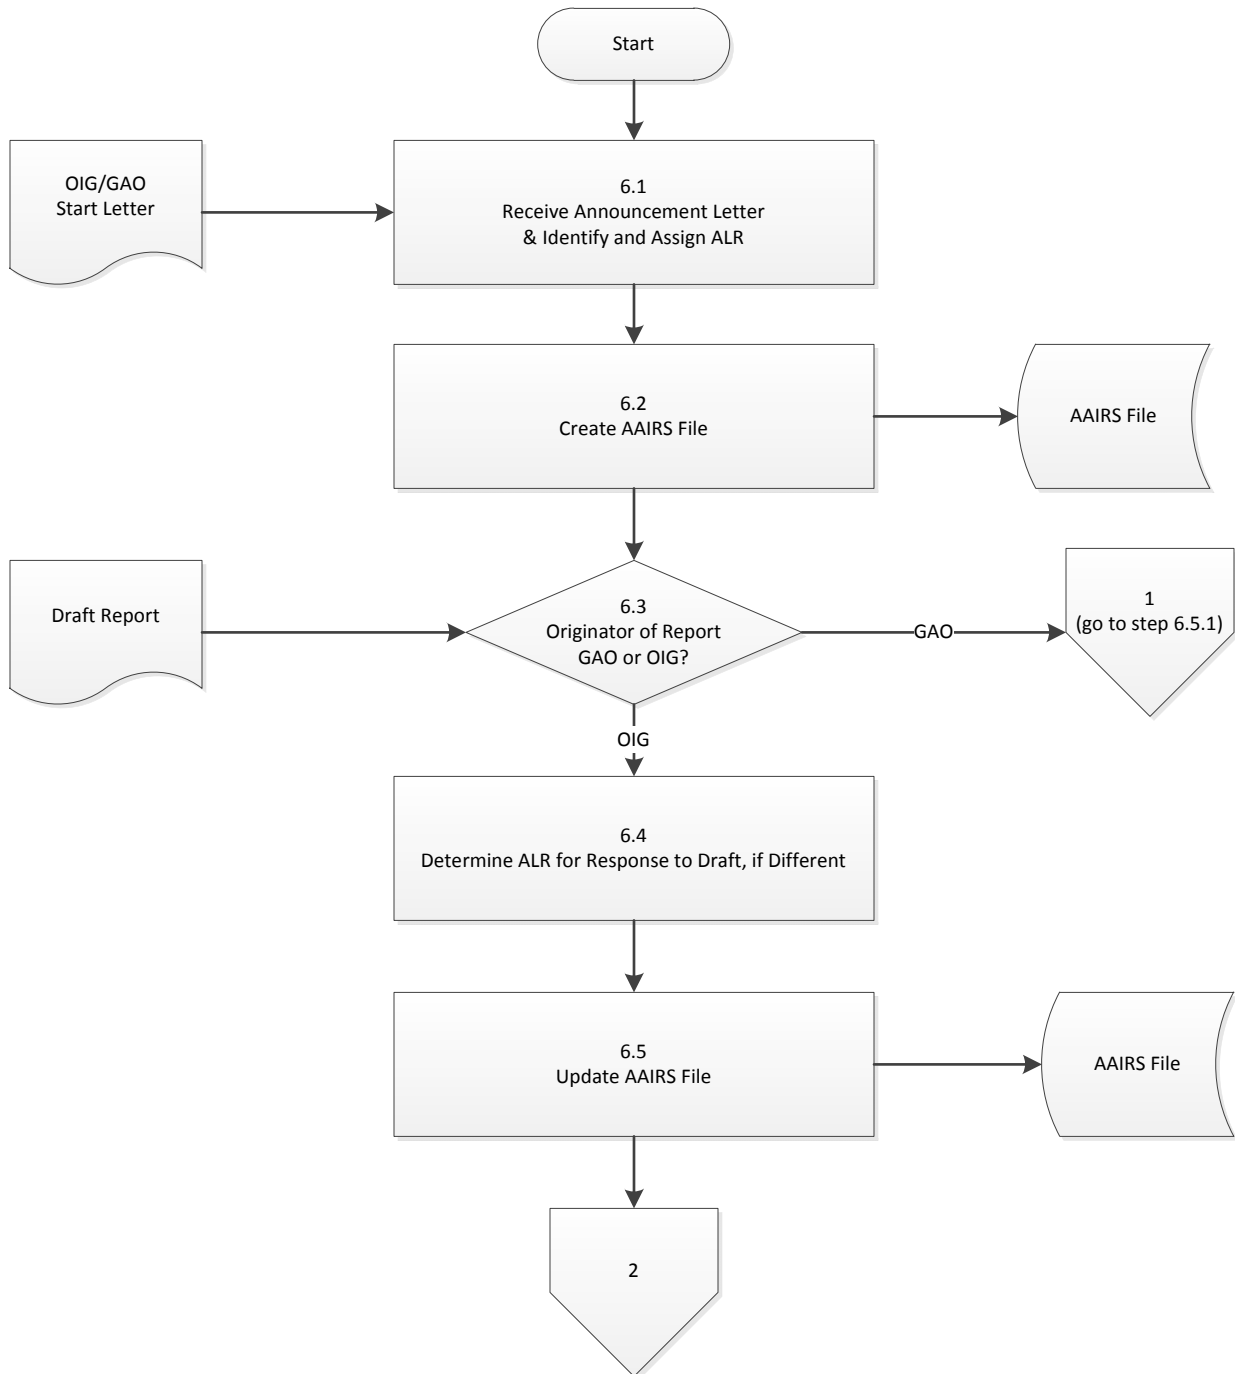 Start
OIG/GAO
Start Letter
6.1
Receive Announcement Letter
& Identify and Assign ALR
6.2
Create AAIRS File
AAIRS File
Draft Report
6.3
Originator of Report
GAO or OIG?
GAO
1
(go to step 6.5.1)
OIG
6.4
Determine ALR for Response to Draft, if Different
6.5
Update AAIRS File
AAIRS File
2